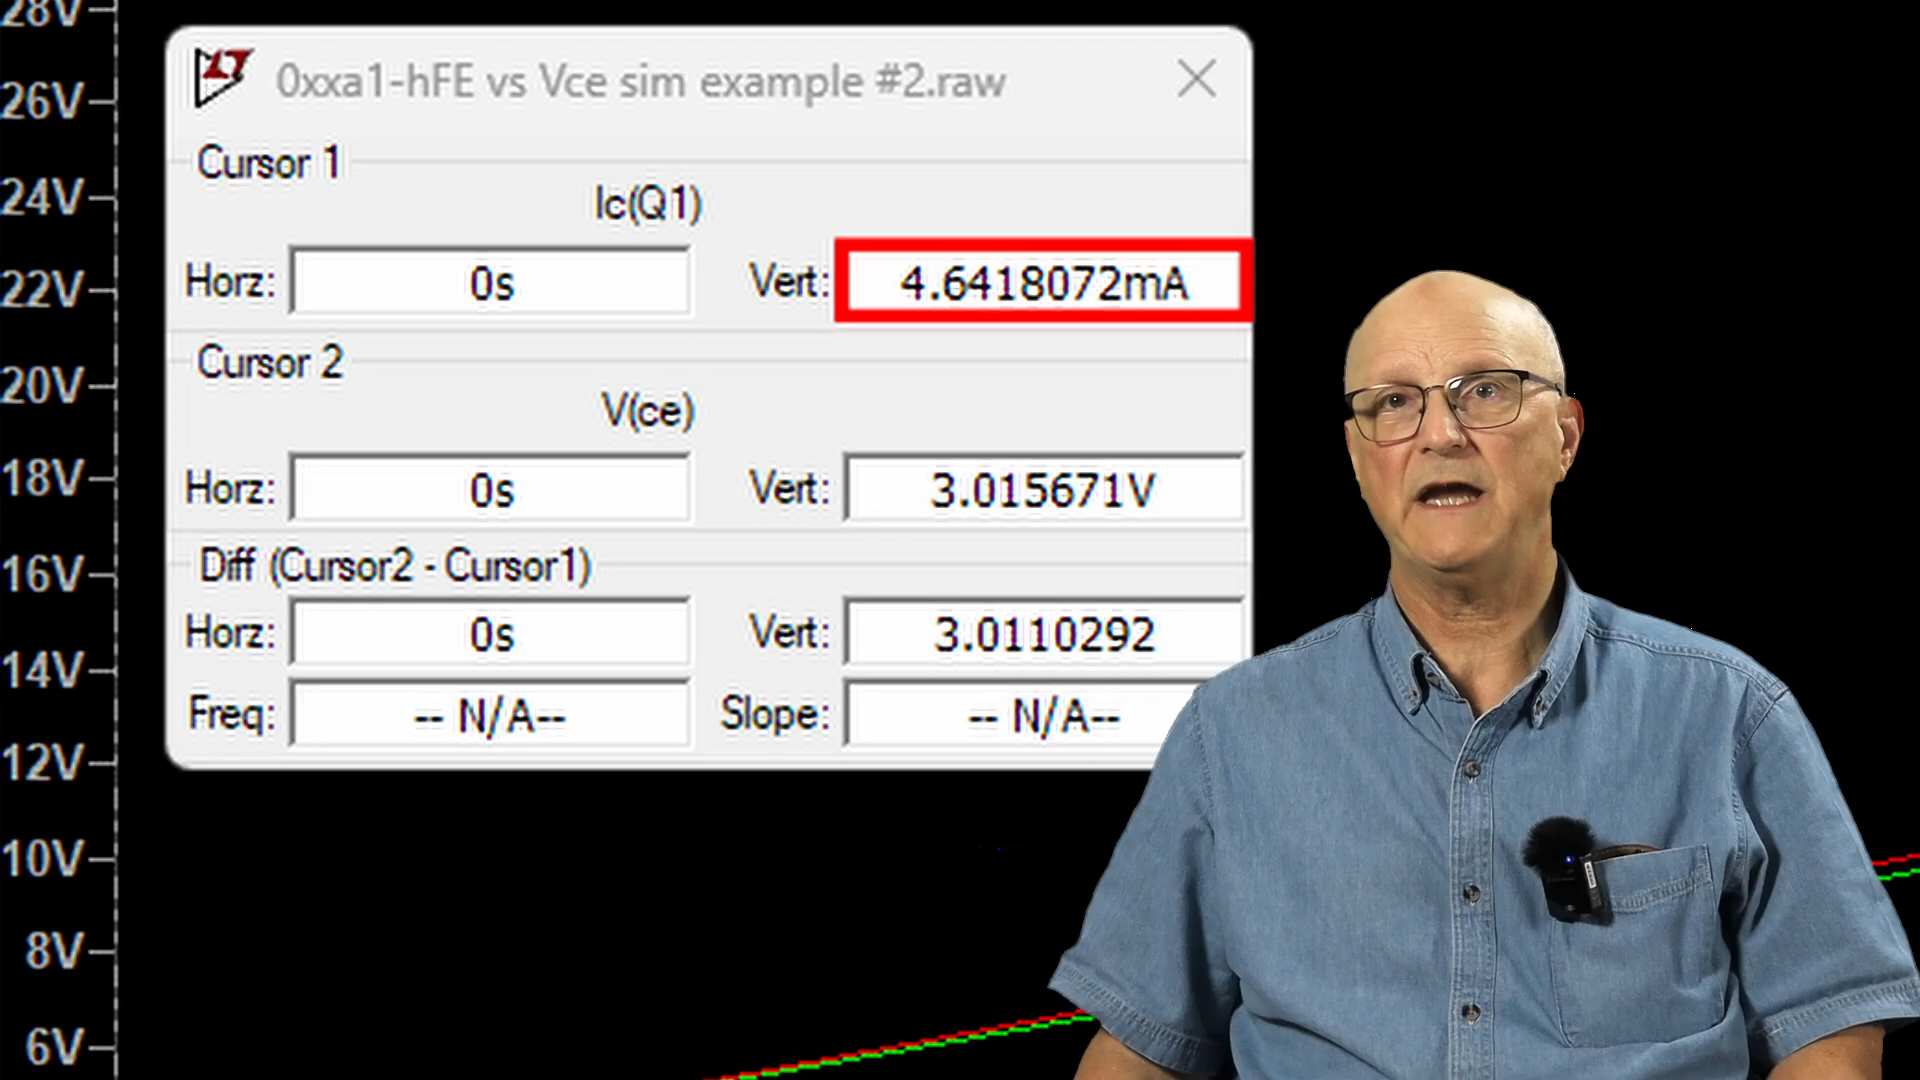 28V
26V
24V
22V
20V
18V
16V
14V
12V
10V
8V
6V
0xxa1-hFE vs Vce sim example #2.raw
Cursor 1
Ic(Q1)
Horz: 0s Vert: 4.6418072mA
Cursor 2
V(ce)
Horz: 0s Vert: 3.015671V
Diff (Cursor2 - Cursor1)
Horz: 0s Vert: 3.0110292
Freq: -- N/A-- Slope: -- N/A--